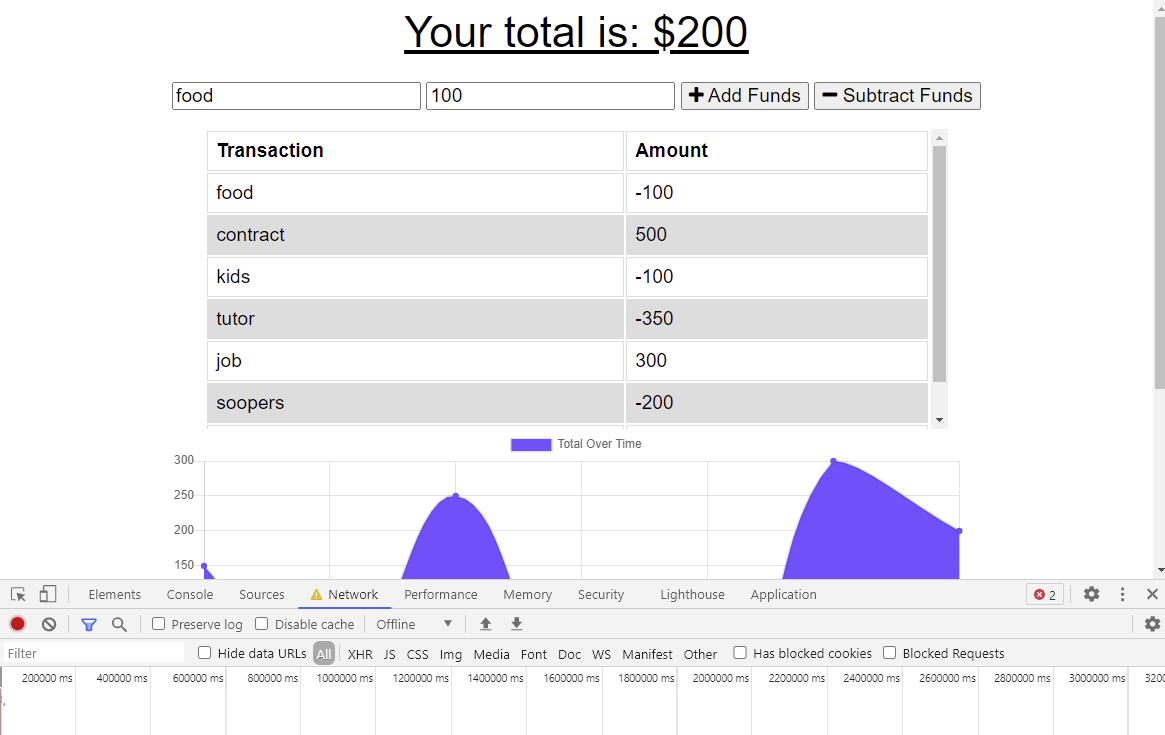 Your total is: $200
food 100 Add Funds Subtract Funds
Transaction Amount
food -100
contract 500
kids -100
tutor -350
job 300
soopers -200
Total Over Time
300
250
200
150
Elements Console Sources Network Performance Memory Security Lighthouse Application 2
Preserve log Disable cache Offline
Filter Hide data URLs All XHR JS CSS Img Media Font Doc WS Manifest Other Has blocked cookies Blocked Requests
200000 ms 400000 ms 600000 ms 800000 ms 1000000 ms 1200000 ms 1400000 ms 1600000 ms 1800000 ms 2000000 ms 2200000 ms 2400000 ms 2600000 ms 2800000 ms 3000000 ms 3200